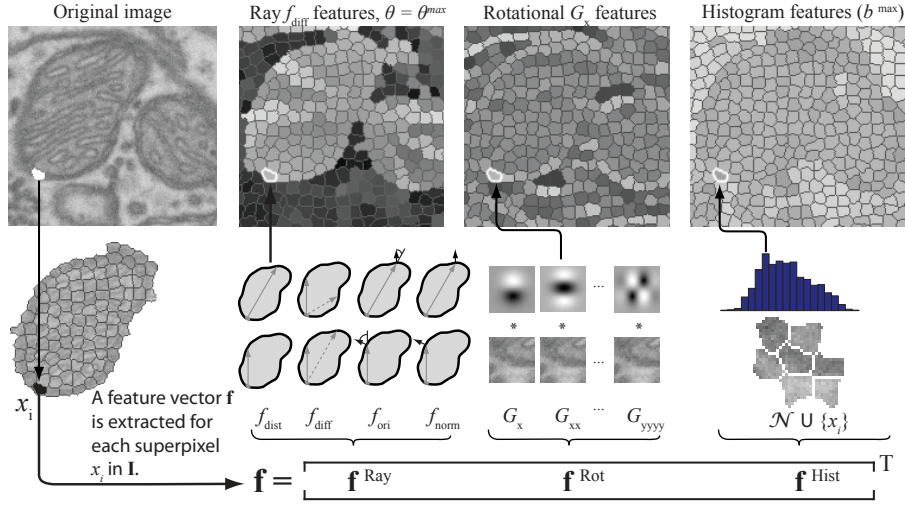 Original image
Ray f_diff features, θ = θ^max
Rotational G_x features
Histogram features (b^max)
x_i
A feature vector f
is extracted for
each superpixel
x_i in I.
f_dist f_diff f_ori f_norm
* * *
...
...
G_x G_xx ... G_yyyy
𝒩 ∪ {x_i}
f = [ f^Ray f^Rot f^Hist ]^T